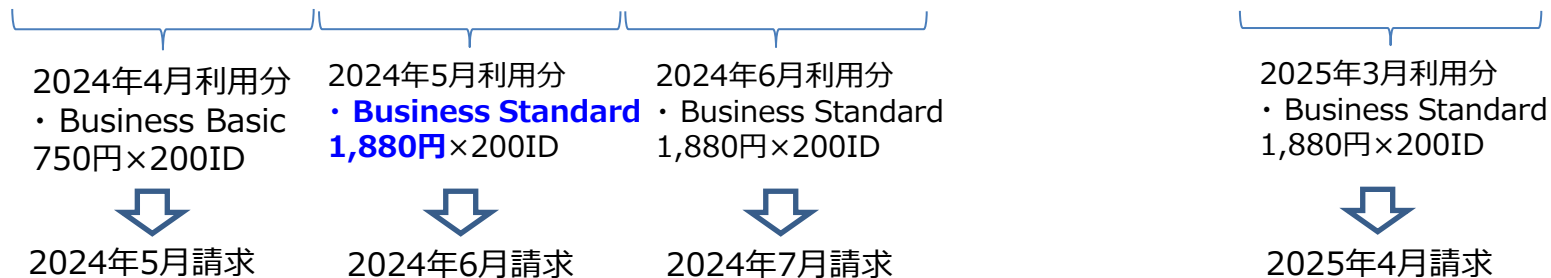 2024年4月利用分
・Business Basic
750円×200ID
2024年5月請求
2024年5月利用分
・Business Standard
1,880円×200ID
2024年6月請求
2024年6月利用分
・Business Standard
1,880円×200ID
2024年7月請求
2025年3月利用分
・Business Standard
1,880円×200ID
2025年4月請求